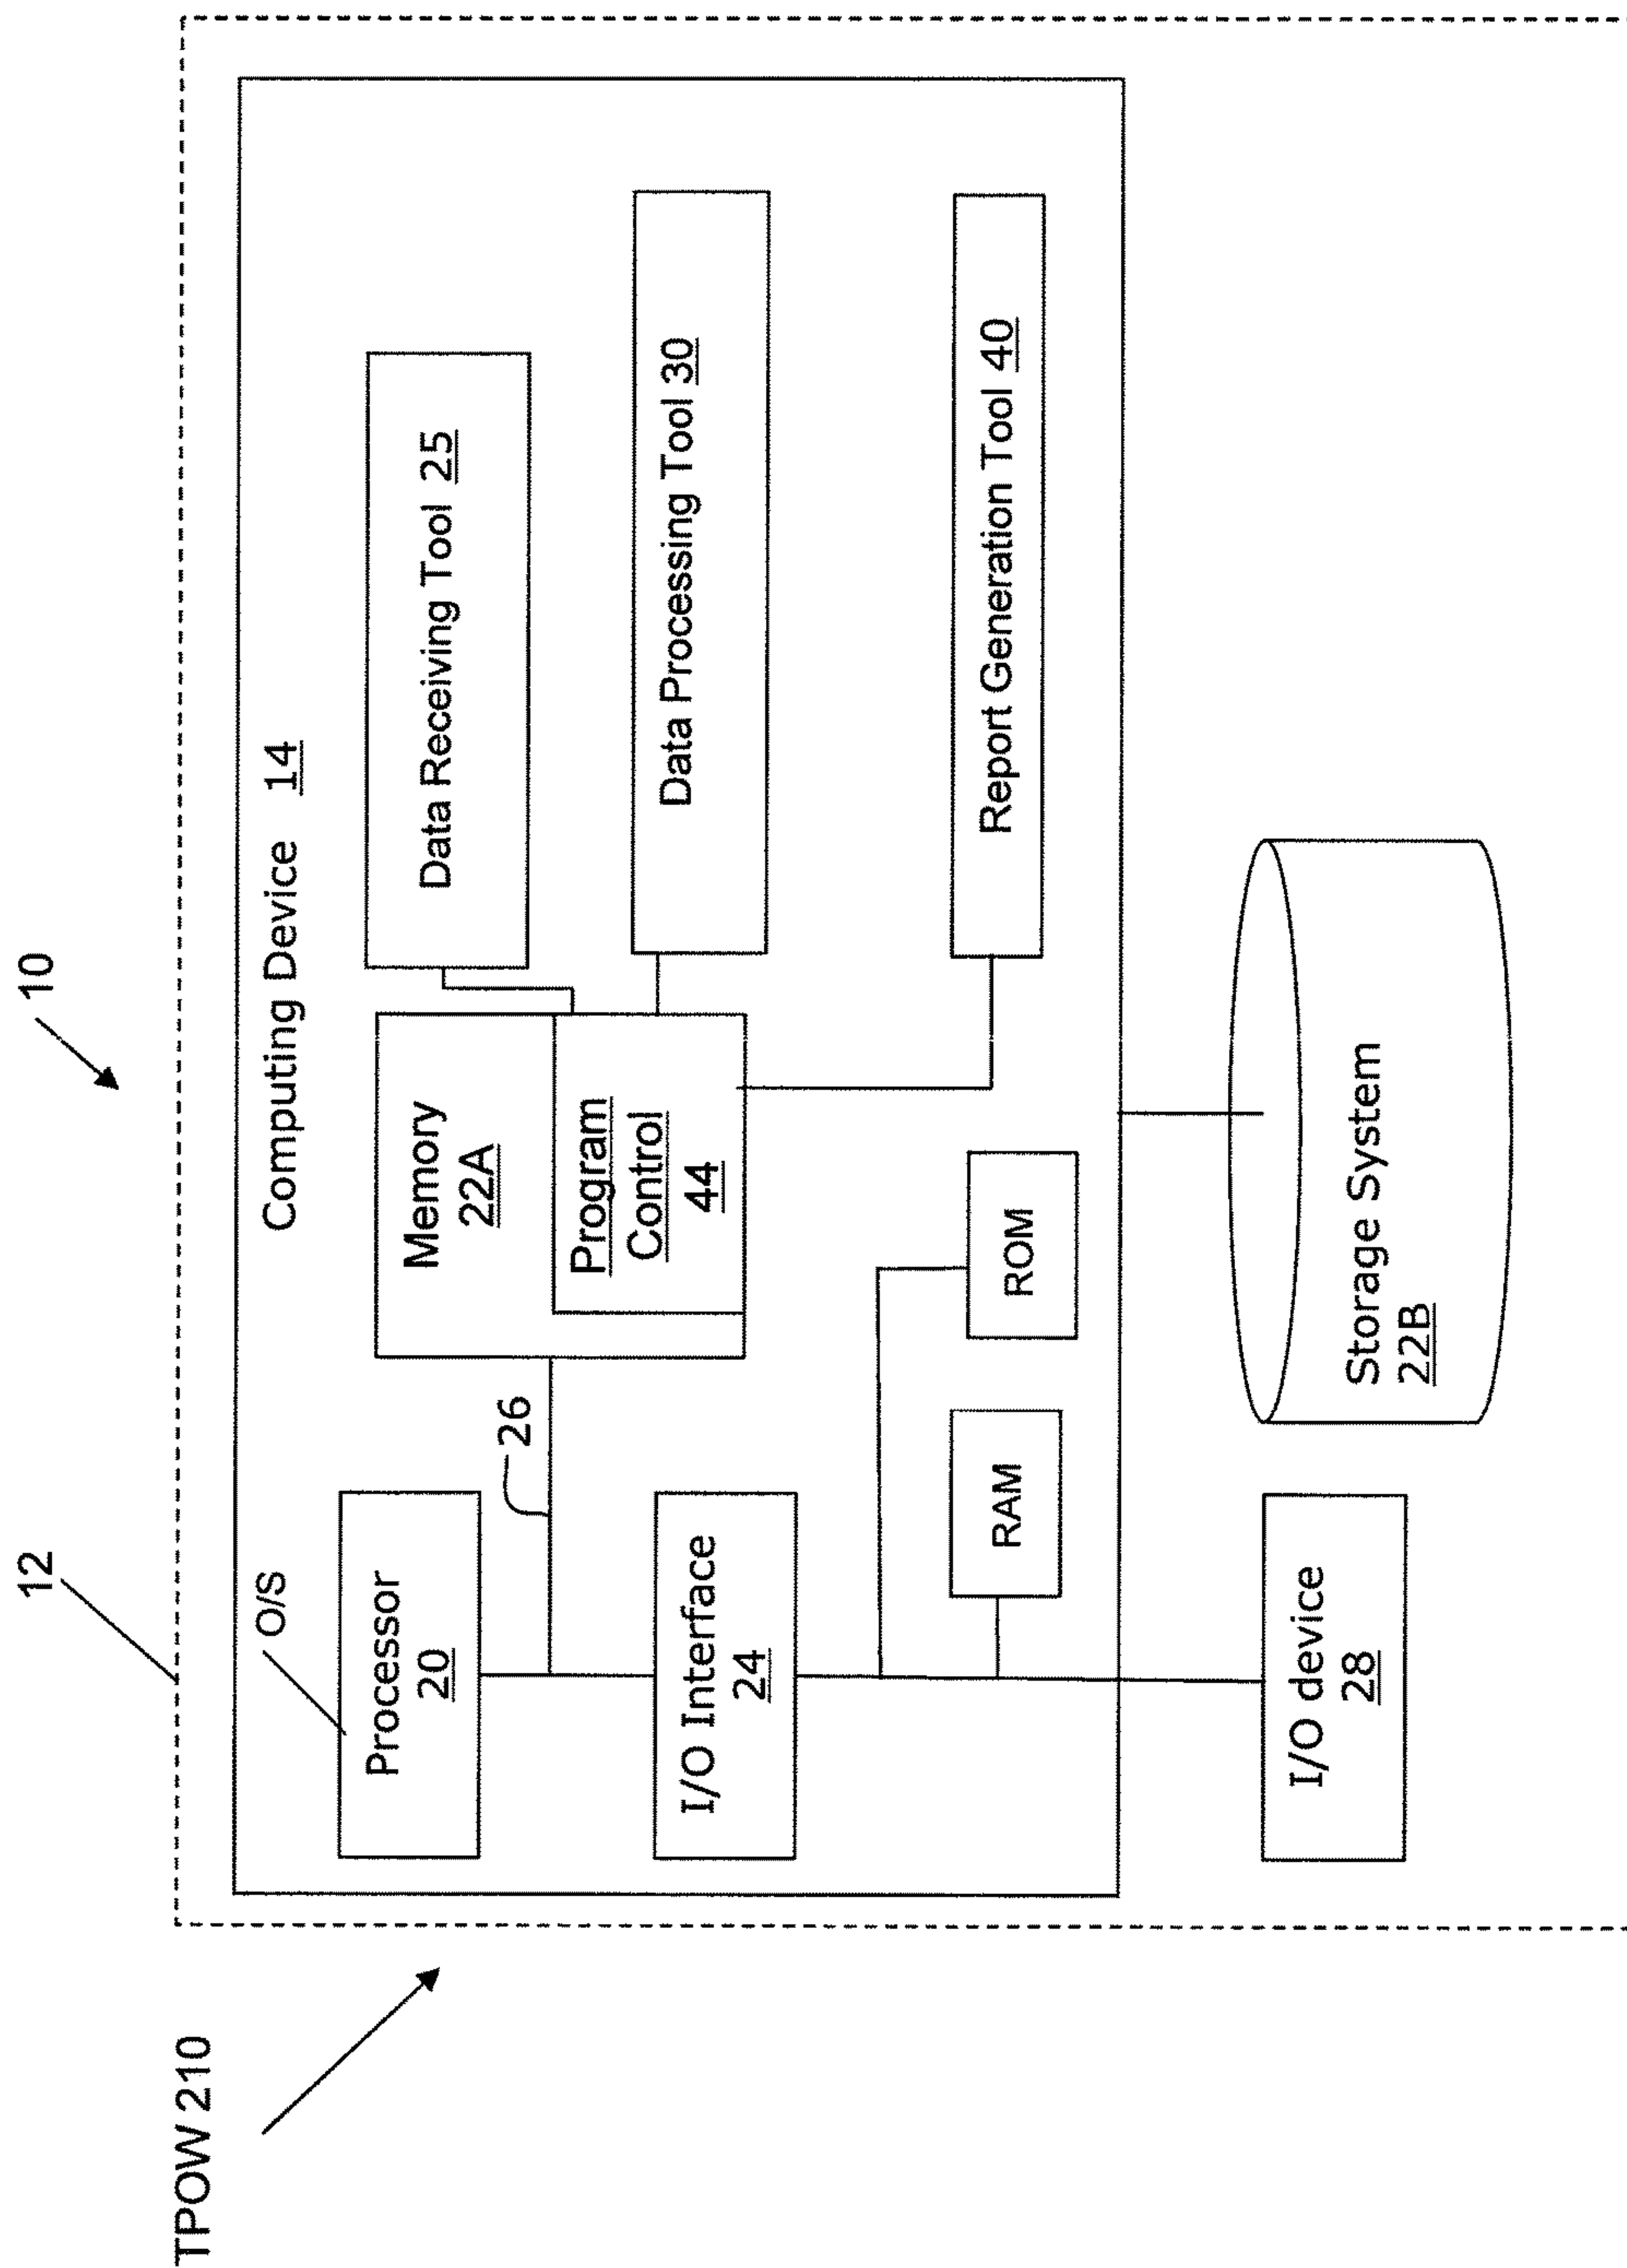 10
12
TPOW 210
Computing Device 14
O/S
Processor
20
Memory
22A
Data Receiving Tool 25
26
Program
Control
44
I/O Interface
24
Data Processing Tool 30
RAM
ROM
Report Generation Tool 40
I/O device
28
Storage System
22B